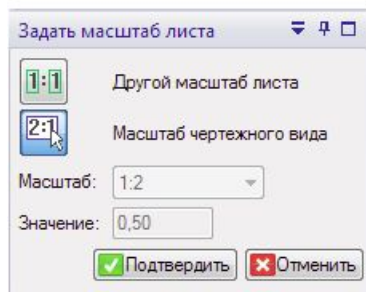 Задать масштаб листа
1:1 Другой масштаб листа
2:1 Масштаб чертежного вида
Масштаб: 1:2
Значение: 0,50
Подтвердить Отменить